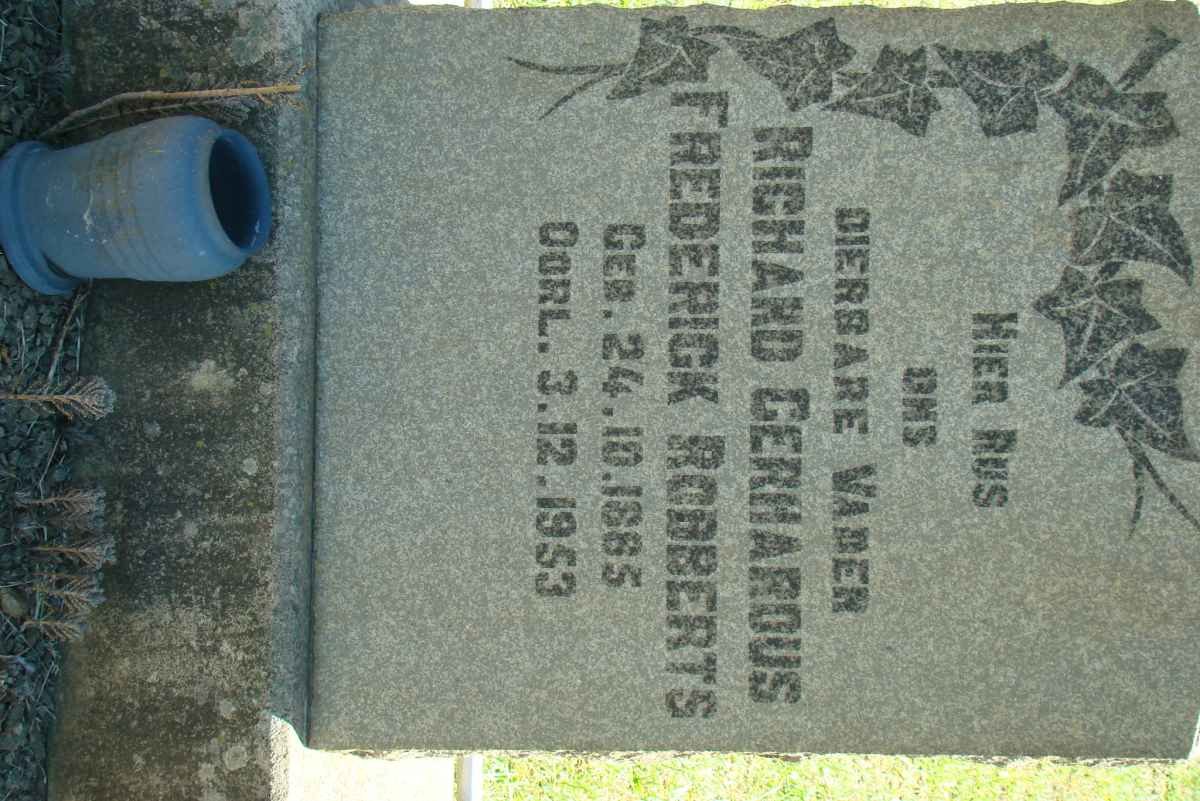 HIER RUS
ONS
DIERBARE VADER
RICHARD GERHARDUS
FREDERICK ROBBERTS
GEB. 24.10.1885
OORL. 3.12.1953